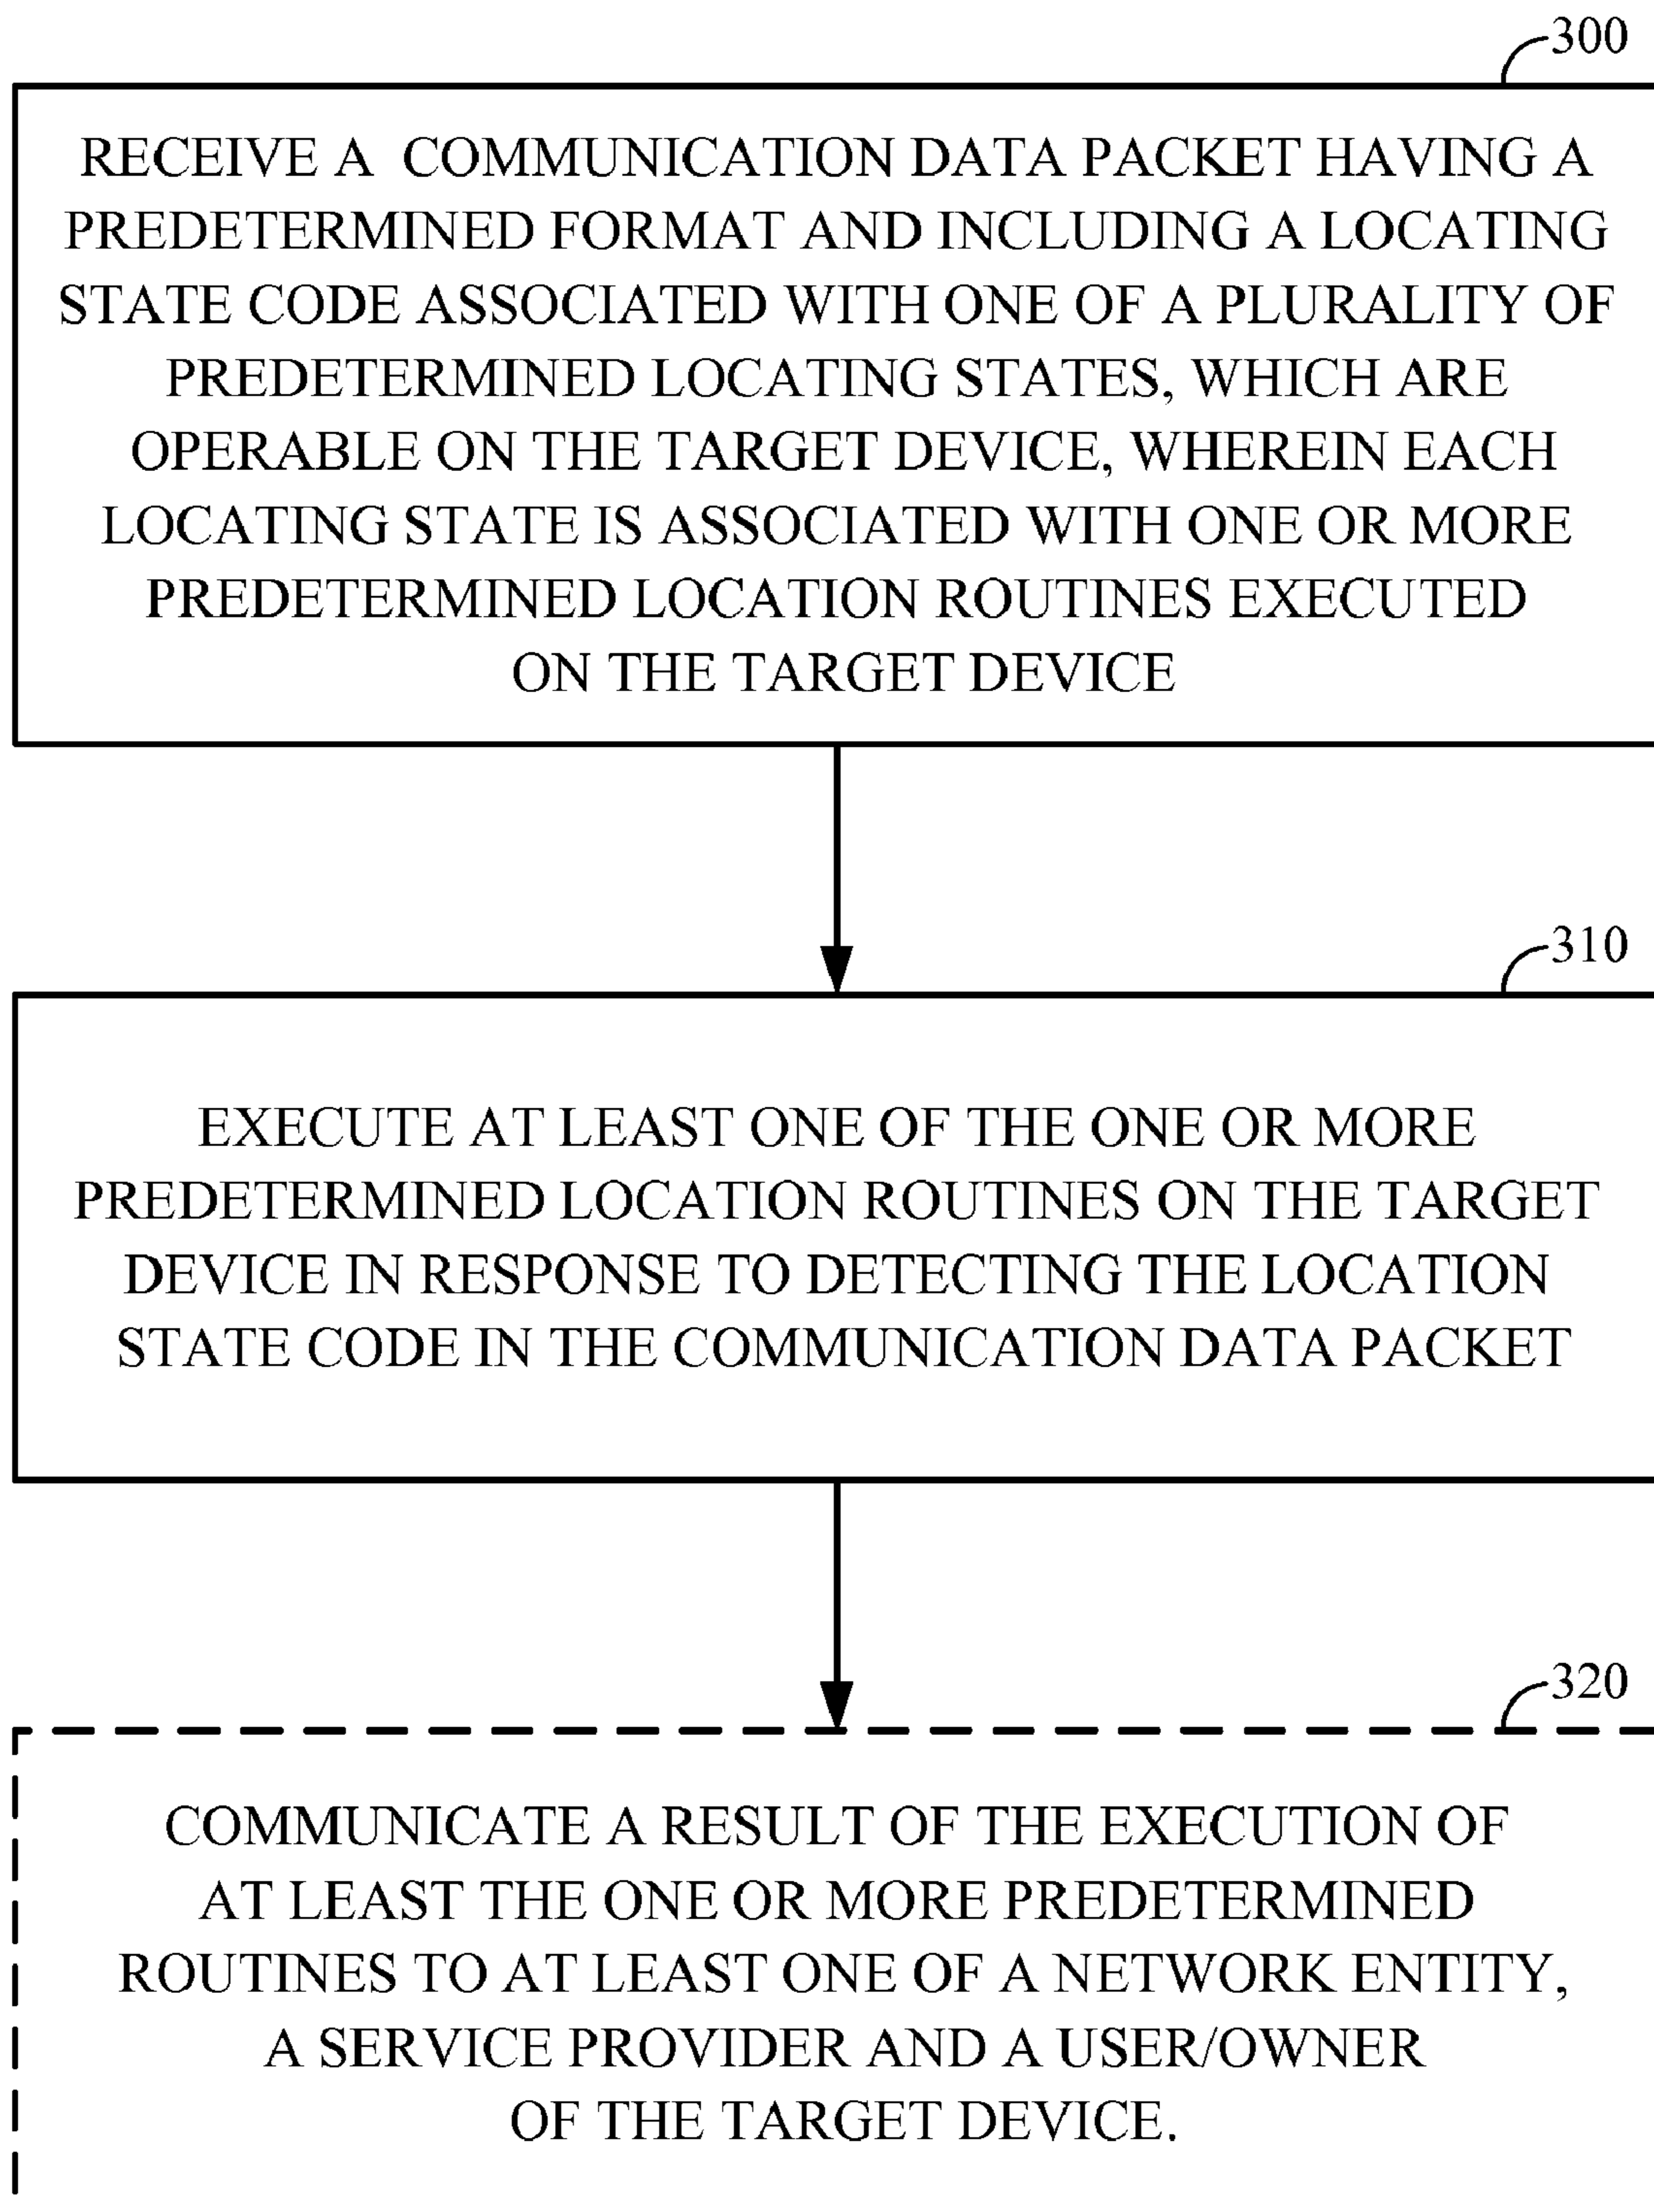 300
RECEIVE A COMMUNICATION DATA PACKET HAVING A
PREDETERMINED FORMAT AND INCLUDING A LOCATING
STATE CODE ASSOCIATED WITH ONE OF A PLURALITY OF
PREDETERMINED LOCATING STATES, WHICH ARE
OPERABLE ON THE TARGET DEVICE, WHEREIN EACH
LOCATING STATE IS ASSOCIATED WITH ONE OR MORE
PREDETERMINED LOCATION ROUTINES EXECUTED
ON THE TARGET DEVICE
310
EXECUTE AT LEAST ONE OF THE ONE OR MORE
PREDETERMINED LOCATION ROUTINES ON THE TARGET
DEVICE IN RESPONSE TO DETECTING THE LOCATION
STATE CODE IN THE COMMUNICATION DATA PACKET
320
COMMUNICATE A RESULT OF THE EXECUTION OF
AT LEAST THE ONE OR MORE PREDETERMINED
ROUTINES TO AT LEAST ONE OF A NETWORK ENTITY,
A SERVICE PROVIDER AND A USER/OWNER
OF THE TARGET DEVICE.